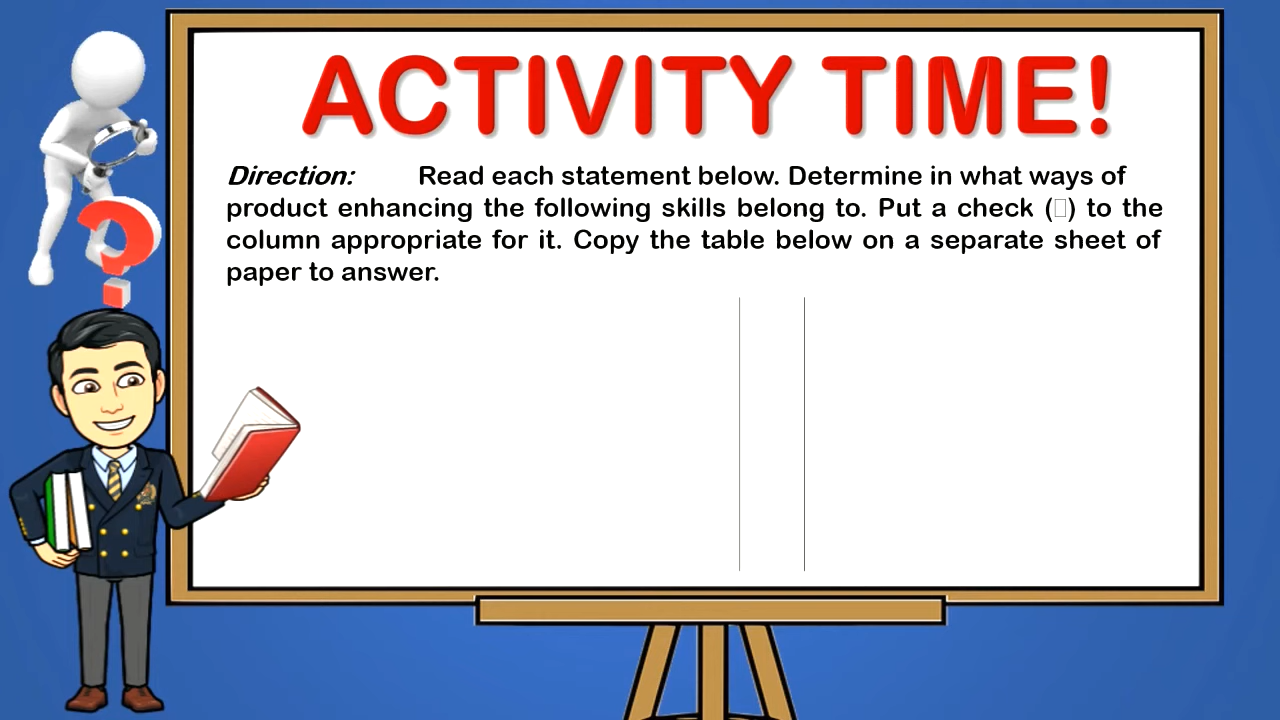 ACTIVITY TIME!
Direction: Read each statement below. Determine in what ways of
product enhancing the following skills belong to. Put a check (▯) to the
column appropriate for it. Copy the table below on a separate sheet of
paper to answer.